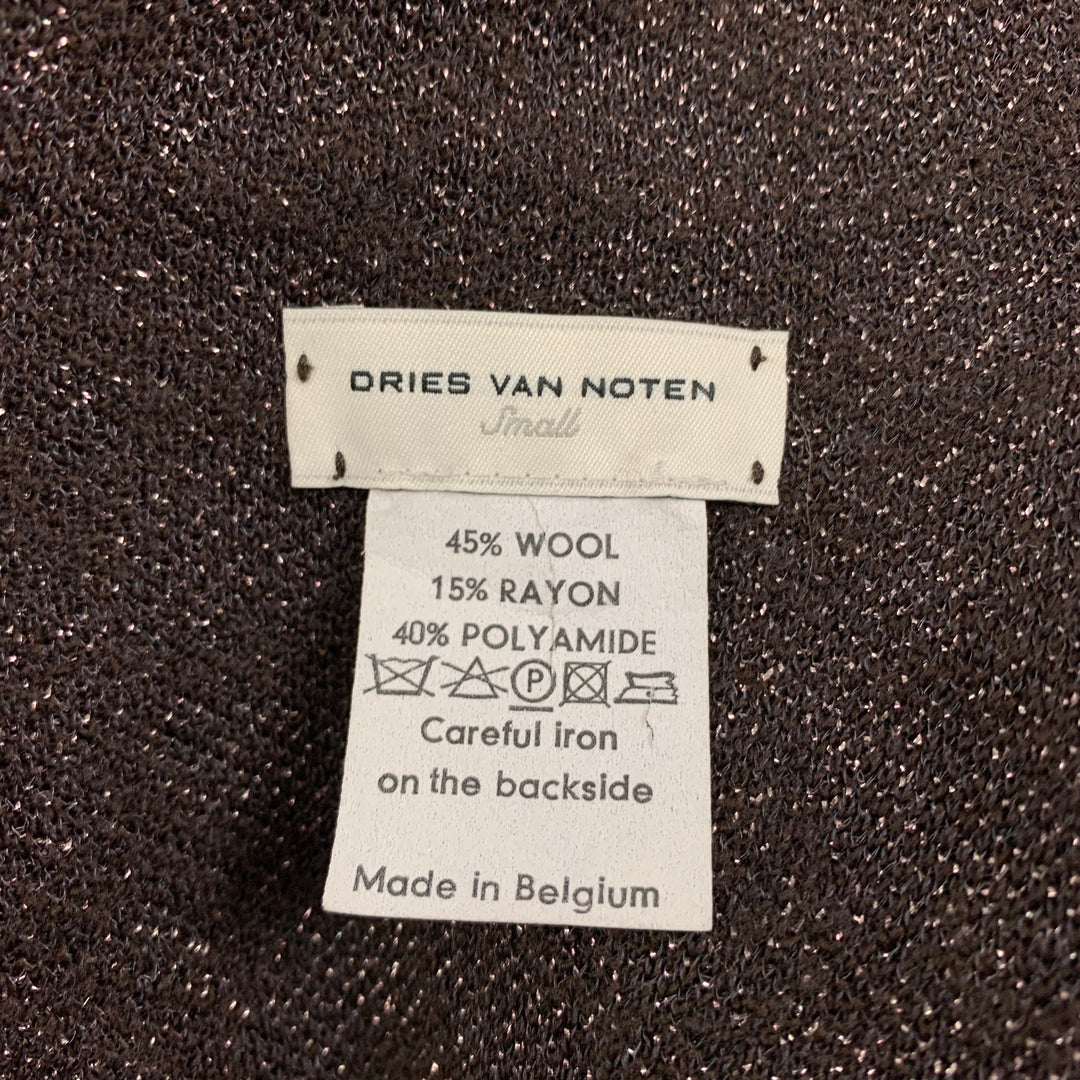 DRIES VAN NOTEN
Small
45% WOOL
15% RAYON
40% POLYAMIDE
P
Careful iron
on the backside
Made in Belgium